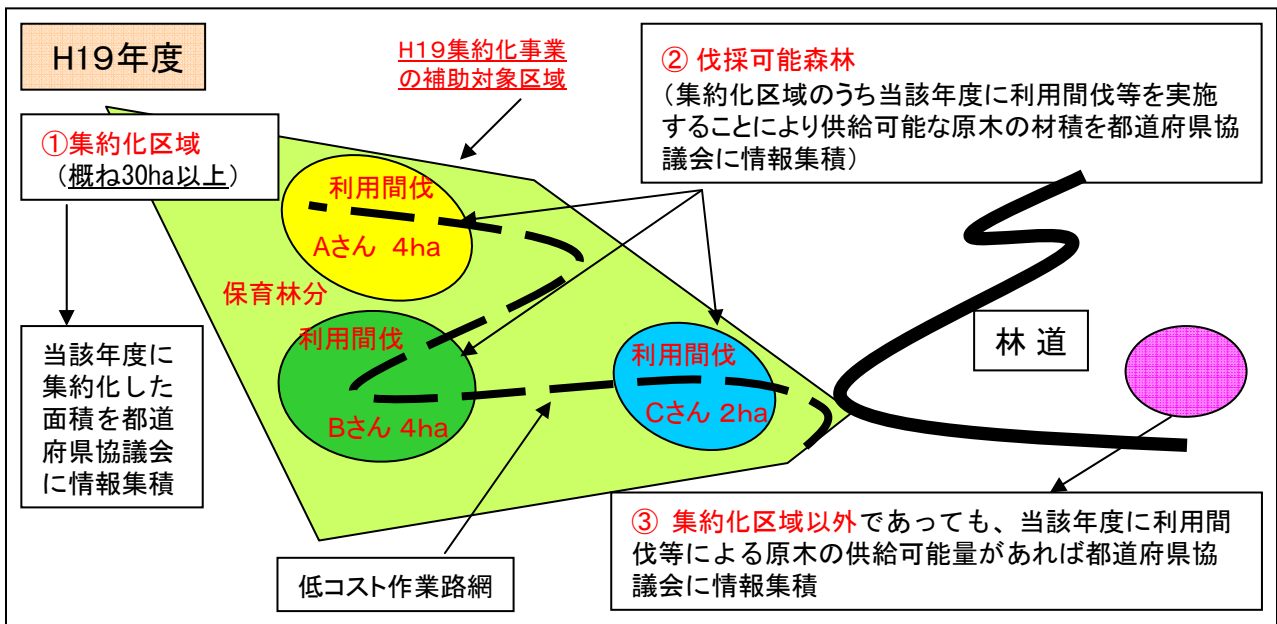 H19年度
H19集約化事業
の補助対象区域
②伐採可能森林
（集約化区域のうち当該年度に利用間伐等を実施
することにより供給可能な原木の材積を都道府県協
議会に情報集積）
①集約化区域
（概ね30ha以上）
利用間伐
Aさん 4ha
保育林分
利用間伐
Bさん 4ha
利用間伐
Cさん 2ha
林 道
当該年度に
集約化した
面積を都道
府県協議会
に情報集積
低コスト作業路網
③ 集約化区域以外であっても、当該年度に利用間
伐等による原木の供給可能量があれば都道府県協
議会に情報集積